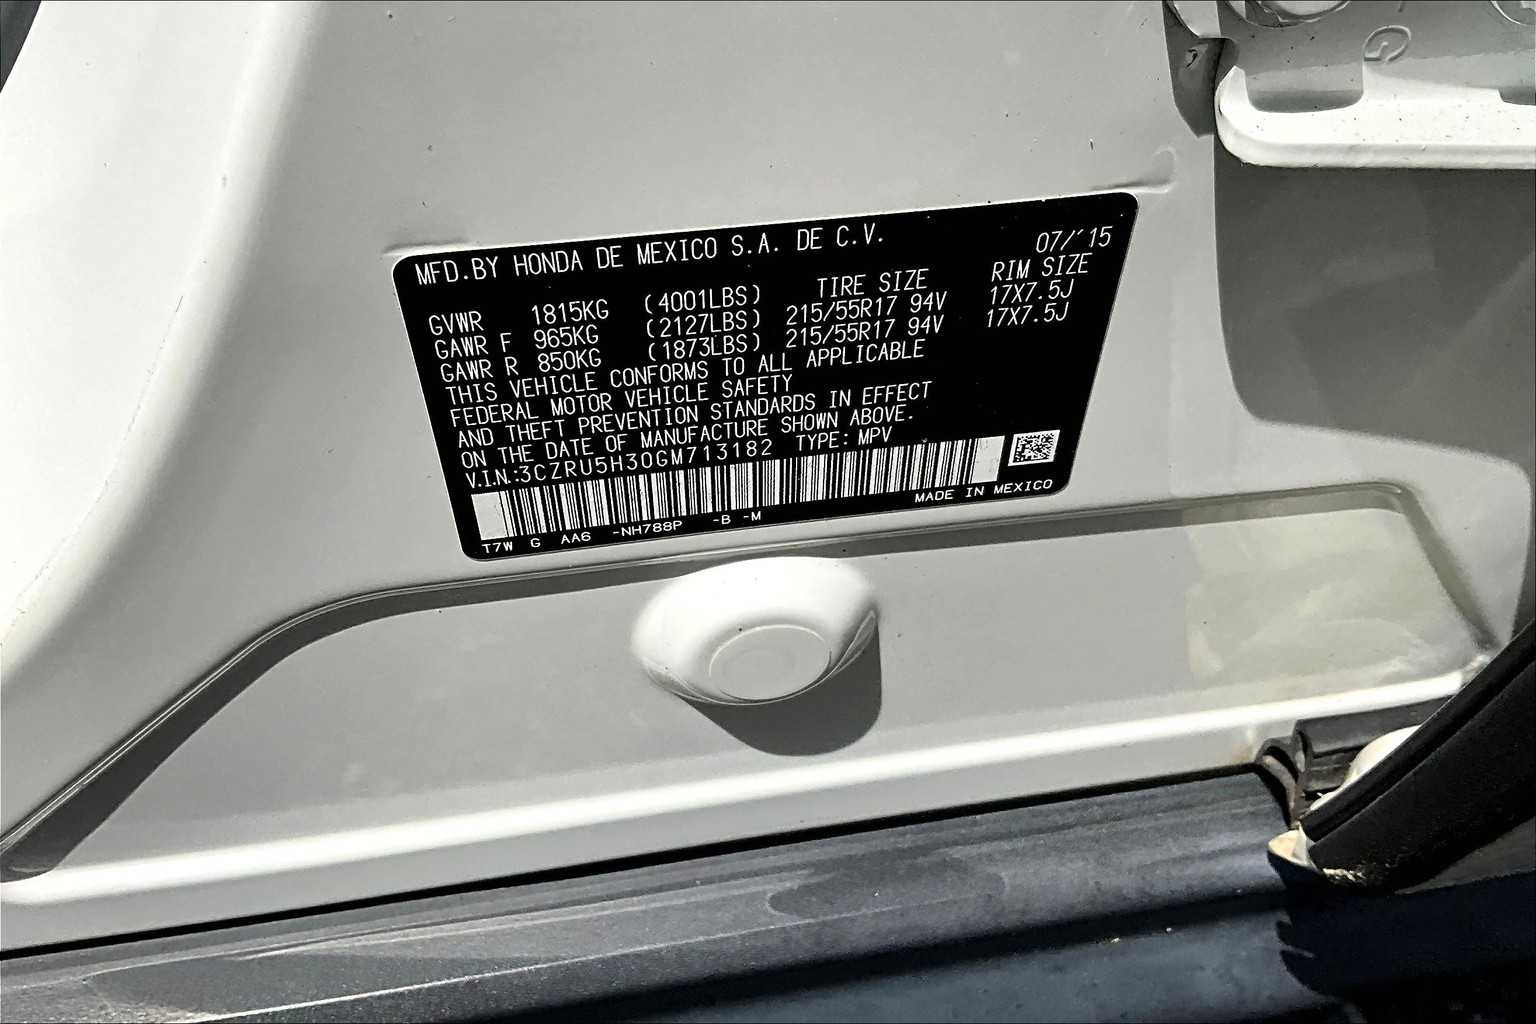 MFD.BY HONDA DE MEXICO S.A. DE C.V. 07/'15
TIRE SIZE RIM SIZE
GVWR 1815KG (4001LBS)
GAWR F 965KG (2127LBS) 215/55R17 94V 17X7.5J
GAWR R 850KG (1873LBS) 215/55R17 94V 17X7.5J
THIS VEHICLE CONFORMS TO ALL APPLICABLE
FEDERAL MOTOR VEHICLE SAFETY
AND THEFT PREVENTION STANDARDS IN EFFECT
ON THE DATE OF MANUFACTURE SHOWN ABOVE.
V.I.N.:3CZRU5H30GM713182 TYPE: MPV
MADE IN MEXICO
T7W G AA6 -NH788P -B -M
G